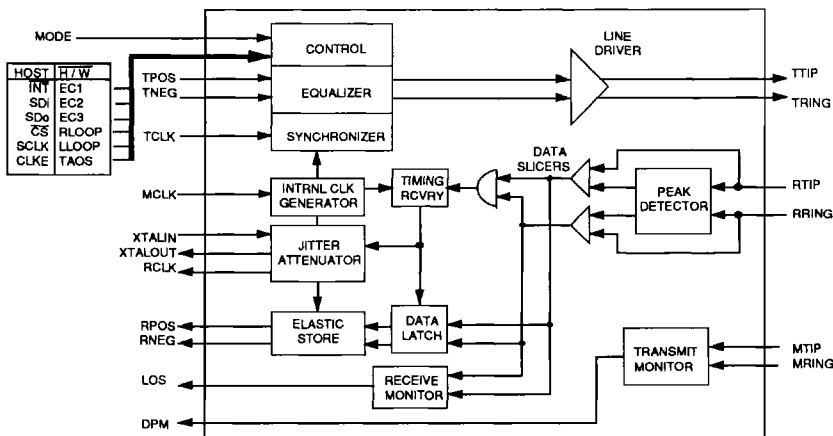 MODE
CONTROL
LINE
DRIVER
HOST H/W
INT EC1
SDi EC2
SDo EC3
CS RLOOP
SCLK LLOOP
CLKE TAOS
TPOS
TNEG
EQUALIZER
TTIP
TRING
TCLK
SYNCHRONIZER
DATA
SLICERS
MCLK
INTRNL CLK
GENERATOR
TIMING
RCVRY
PEAK
DETECTOR
RTIP
RRING
XTALIN
XTALOUT
RCLK
JITTER
ATTENUATOR
RPOS
RNEG
ELASTIC
STORE
DATA
LATCH
LOS
RECEIVE
MONITOR
TRANSMIT
MONITOR
MTIP
MRING
DPM